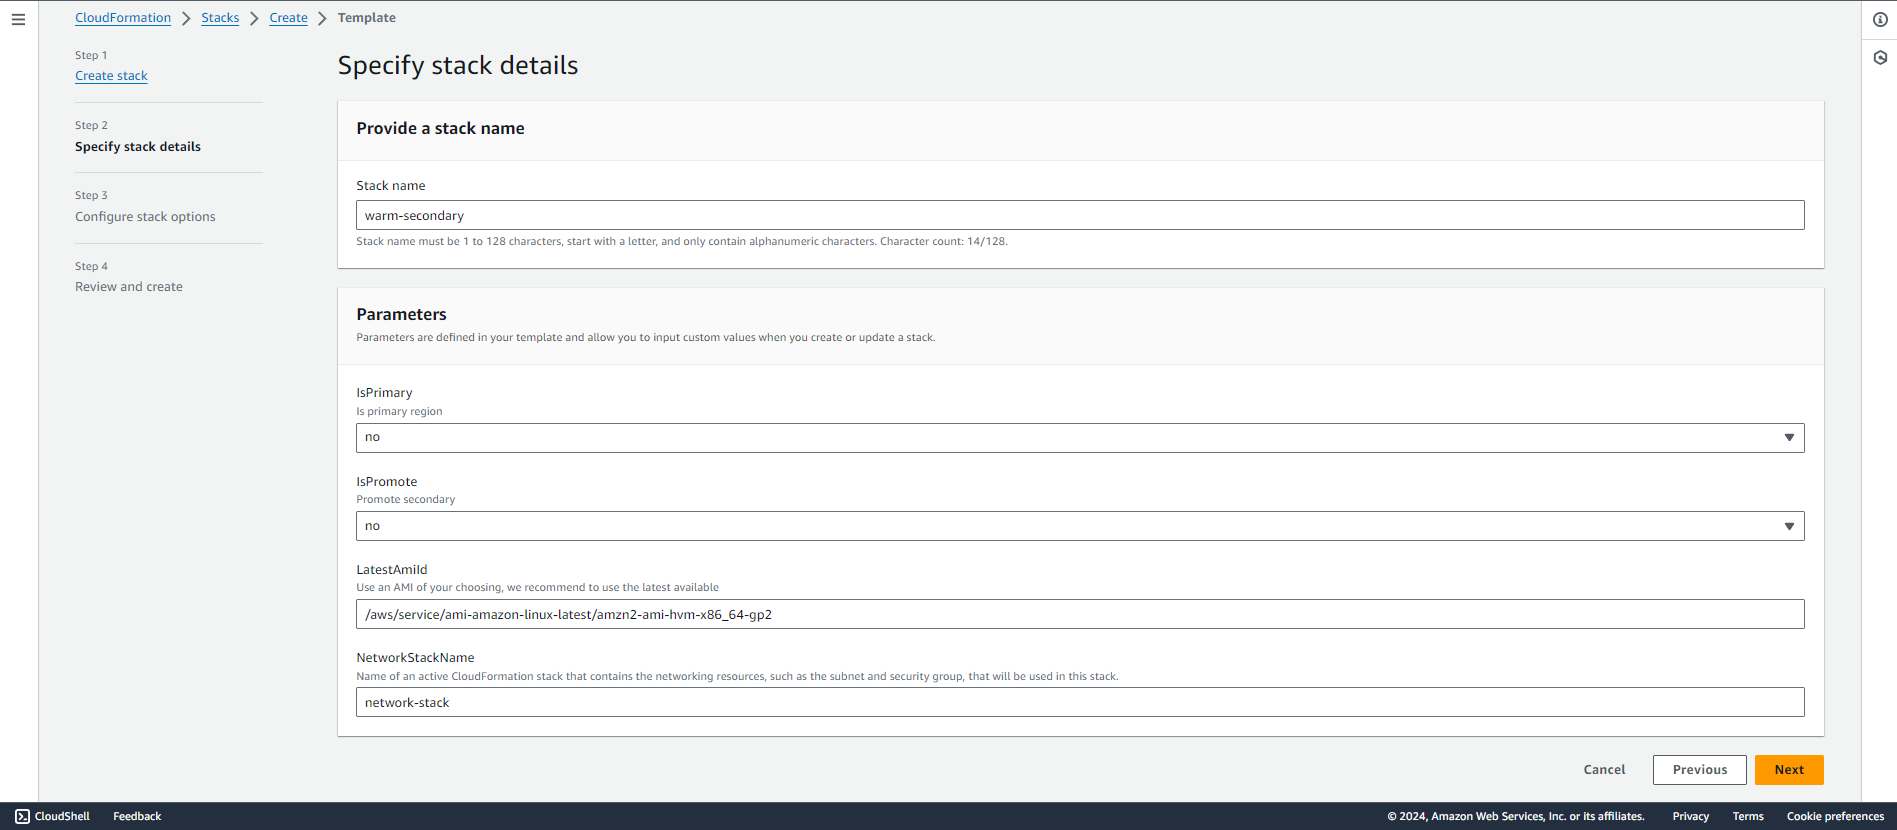 CloudFormation > Stacks > Create > Template
Step 1
Create stack
Step 2
Specify stack details
Step 3
Configure stack options
Step 4
Review and create
Specify stack details
Provide a stack name
Stack name
warm-secondary
Stack name must be 1 to 128 characters, start with a letter, and only contain alphanumeric characters. Character count: 14/128.
Parameters
Parameters are defined in your template and allow you to input custom values when you create or update a stack.
IsPrimary
Is primary region
no
IsPromote
Promote secondary
no
LatestAmiId
Use an AMI of your choosing, we recommend to use the latest available
/aws/service/ami-amazon-linux-latest/amzn2-ami-hvm-x86_64-gp2
NetworkStackName
Name of an active CloudFormation stack that contains the networking resources, such as the subnet and security group, that will be used in this stack.
network-stack
Cancel Previous Next
CloudShell Feedback © 2024, Amazon Web Services, Inc. or its affiliates. Privacy Terms Cookie preferences